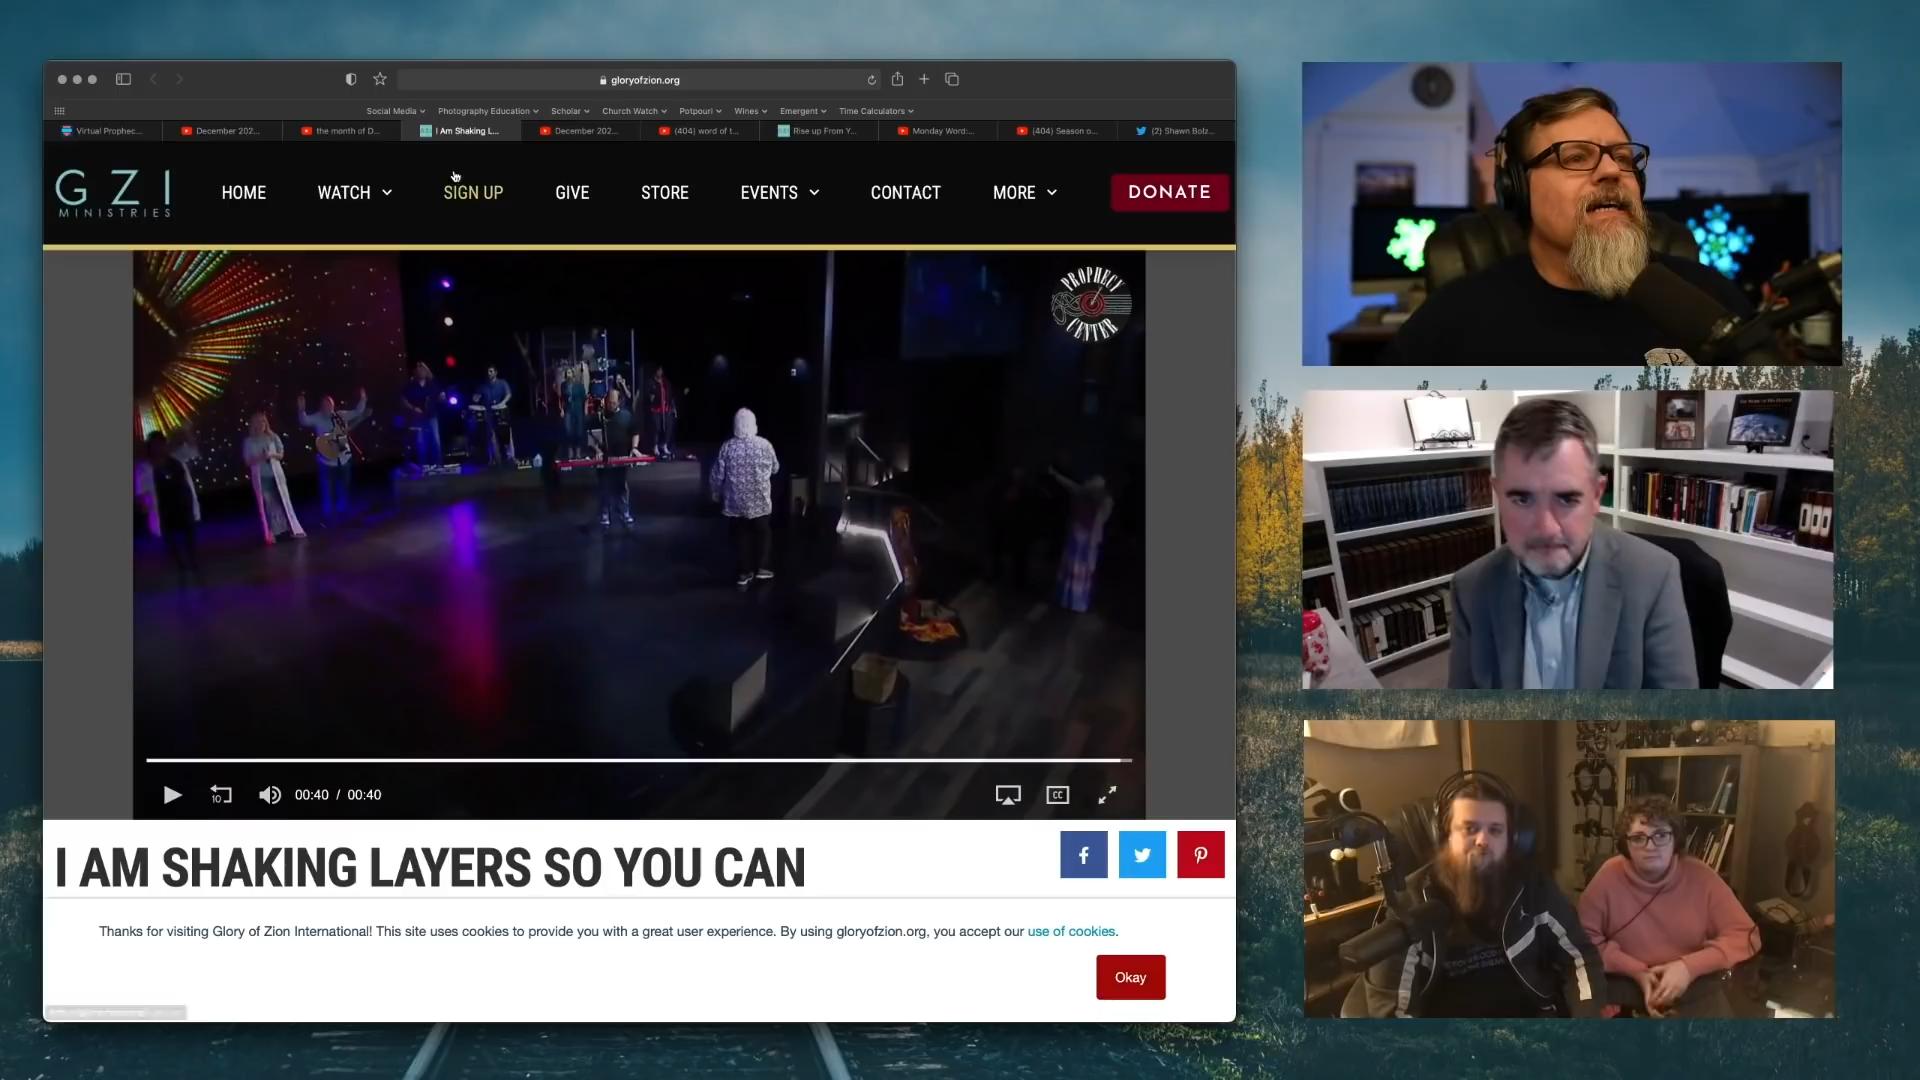 gloryofzion.org
Social Media Photography Education Scholar Church Watch Potpouri Wines Emergent Time Calculators
Virtual Prophec... December 202... the month of D... I Am Shaking L... December 202... (404) word of t... Rise up From Y... Monday Word:... (404) Season o... (2) Shawn Bolz...
GZI
MINISTRIES
HOME WATCH SIGN UP GIVE STORE EVENTS CONTACT MORE DONATE
PROPHECY
CENTER
10
00:40 / 00:40
CC
I AM SHAKING LAYERS SO YOU CAN
Thanks for visiting Glory of Zion International! This site uses cookies to provide you with a great user experience. By using gloryofzion.org, you accept our use of cookies.
Okay